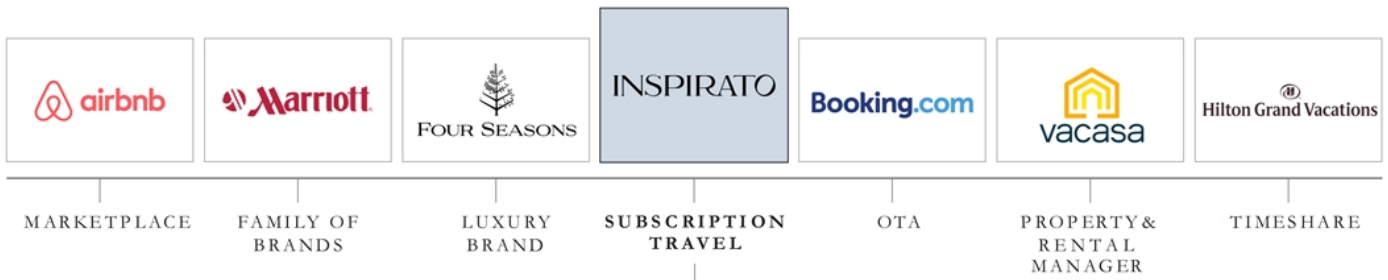 airbnb
Marriott
FOUR SEASONS
INSPIRATO
Booking.com
vacasa
H
Hilton Grand Vacations
MARKETPLACE
FAMILY OF
BRANDS
LUXURY
BRAND
SUBSCRIPTION
TRAVEL
OTA
PROPERTY&
RENTAL
MANAGER
TIMESHARE